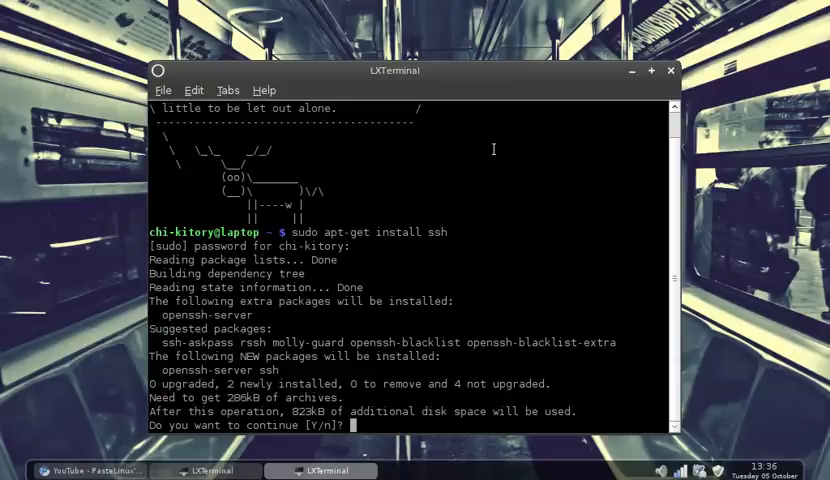 LXTerminal
File Edit Tabs Help
\ little to be let out alone. /
---------------------------------------
\
\ \_\_ _/_/
\ \__/
(oo)\_______
(__)\ )\/\
||----w |
|| ||
chi-kitory@laptop ~ $ sudo apt-get install ssh
[sudo] password for chi-kitory:
Reading package lists... Done
Building dependency tree
Reading state information... Done
The following extra packages will be installed:
openssh-server
Suggested packages:
ssh-askpass rssh molly-guard openssh-blacklist openssh-blacklist-extra
The following NEW packages will be installed:
openssh-server ssh
0 upgraded, 2 newly installed, 0 to remove and 4 not upgraded.
Need to get 286kB of archives.
After this operation, 823kB of additional disk space will be used.
Do you want to continue [Y/n]?
YouTube - PasteLinux'... LXTerminal LXTerminal 13:36
Tuesday 05 October